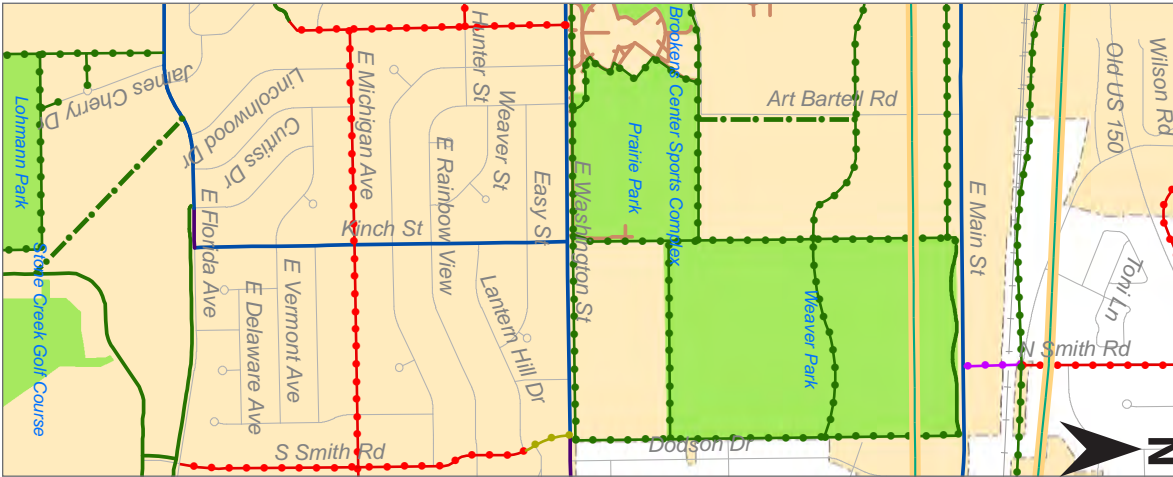 Hunter St
Brookens Center Sports Complex
Wilson Rd
Old US 150
James Cherry Dr
Lincolnwood Dr
E Michigan Ave
Weaver St
Art Bartell Rd
Lohmann Park
Curtiss Dr
E Rainbow View
Prairie Park
Easy St
E Washington St
E Florida Ave
Kinch St
E Main St
Stone Creek Golf Course
E Vermont Ave
E Delaware Ave
Lantern Hill Dr
Weaver Park
Toni Ln
N Smith Rd
S Smith Rd
Dodson Dr
N